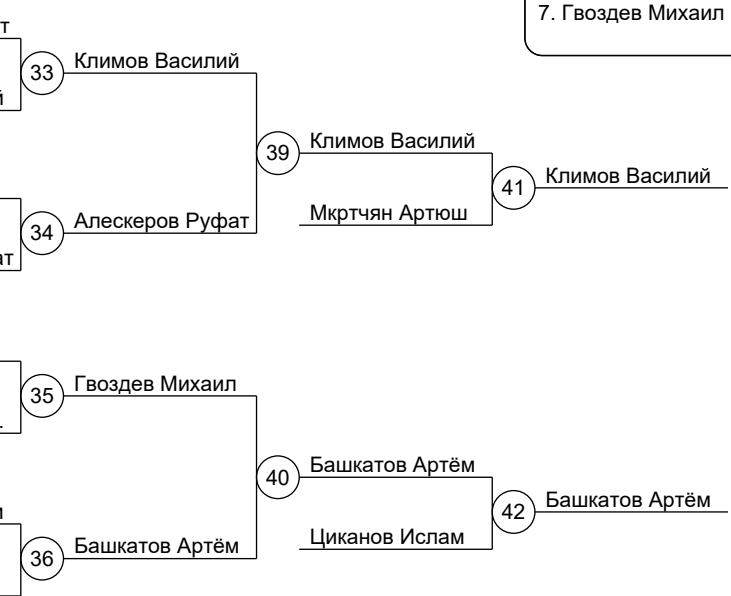 7. Гвоздев Михаил
33
Климов Василий
39
Климов Василий
41
Климов Василий
34
Алескеров Руфат
Мкртчян Артюш
35
Гвоздев Михаил
40
Башкатов Артём
42
Башкатов Артём
36
Башкатов Артём
Циканов Ислам